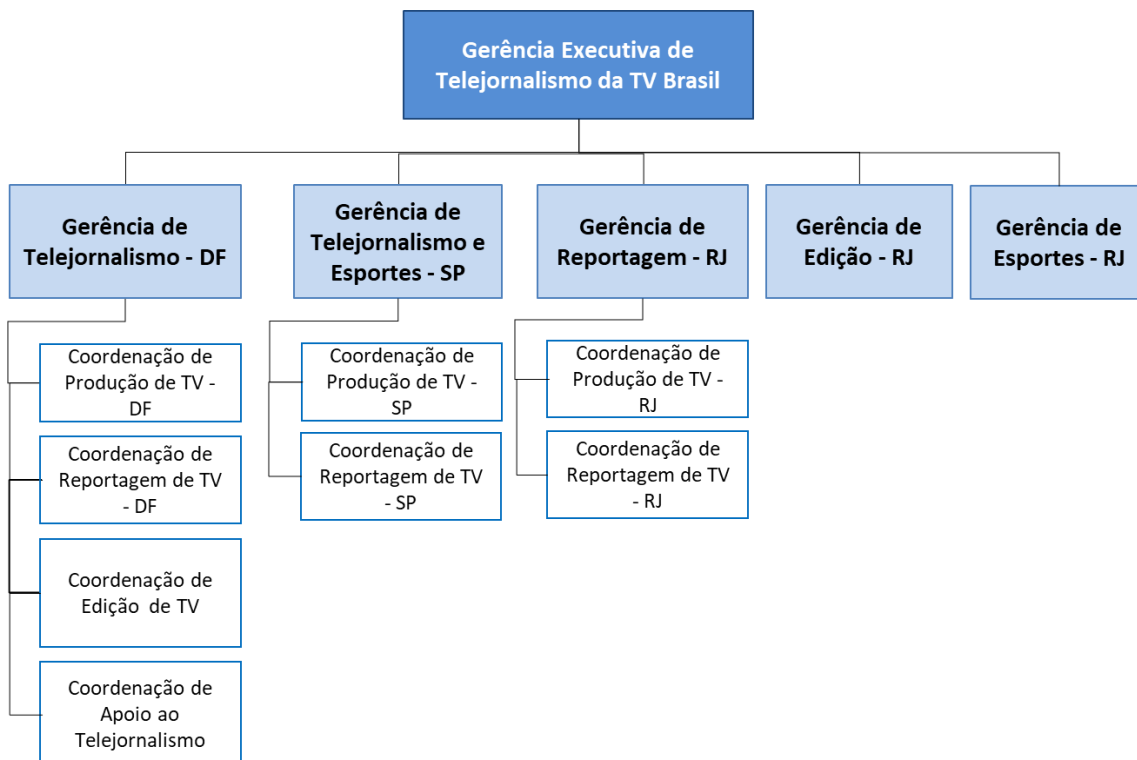 Gerência Executiva de
Telejornalismo da TV Brasil
Gerência de
Telejornalismo - DF
Gerência de
Telejornalismo e
Esportes - SP
Gerência de
Reportagem - RJ
Gerência de
Edição - RJ
Gerência de
Esportes - RJ
Coordenação de
Produção de TV -
DF
Coordenação de
Reportagem de TV
- DF
Coordenação de
Edição de TV
Coordenação de
Apoio ao
Telejornalismo
Coordenação de
Produção de TV -
SP
Coordenação de
Reportagem de TV
- SP
Coordenação de
Produção de TV -
RJ
Coordenação de
Reportagem de TV
- RJ